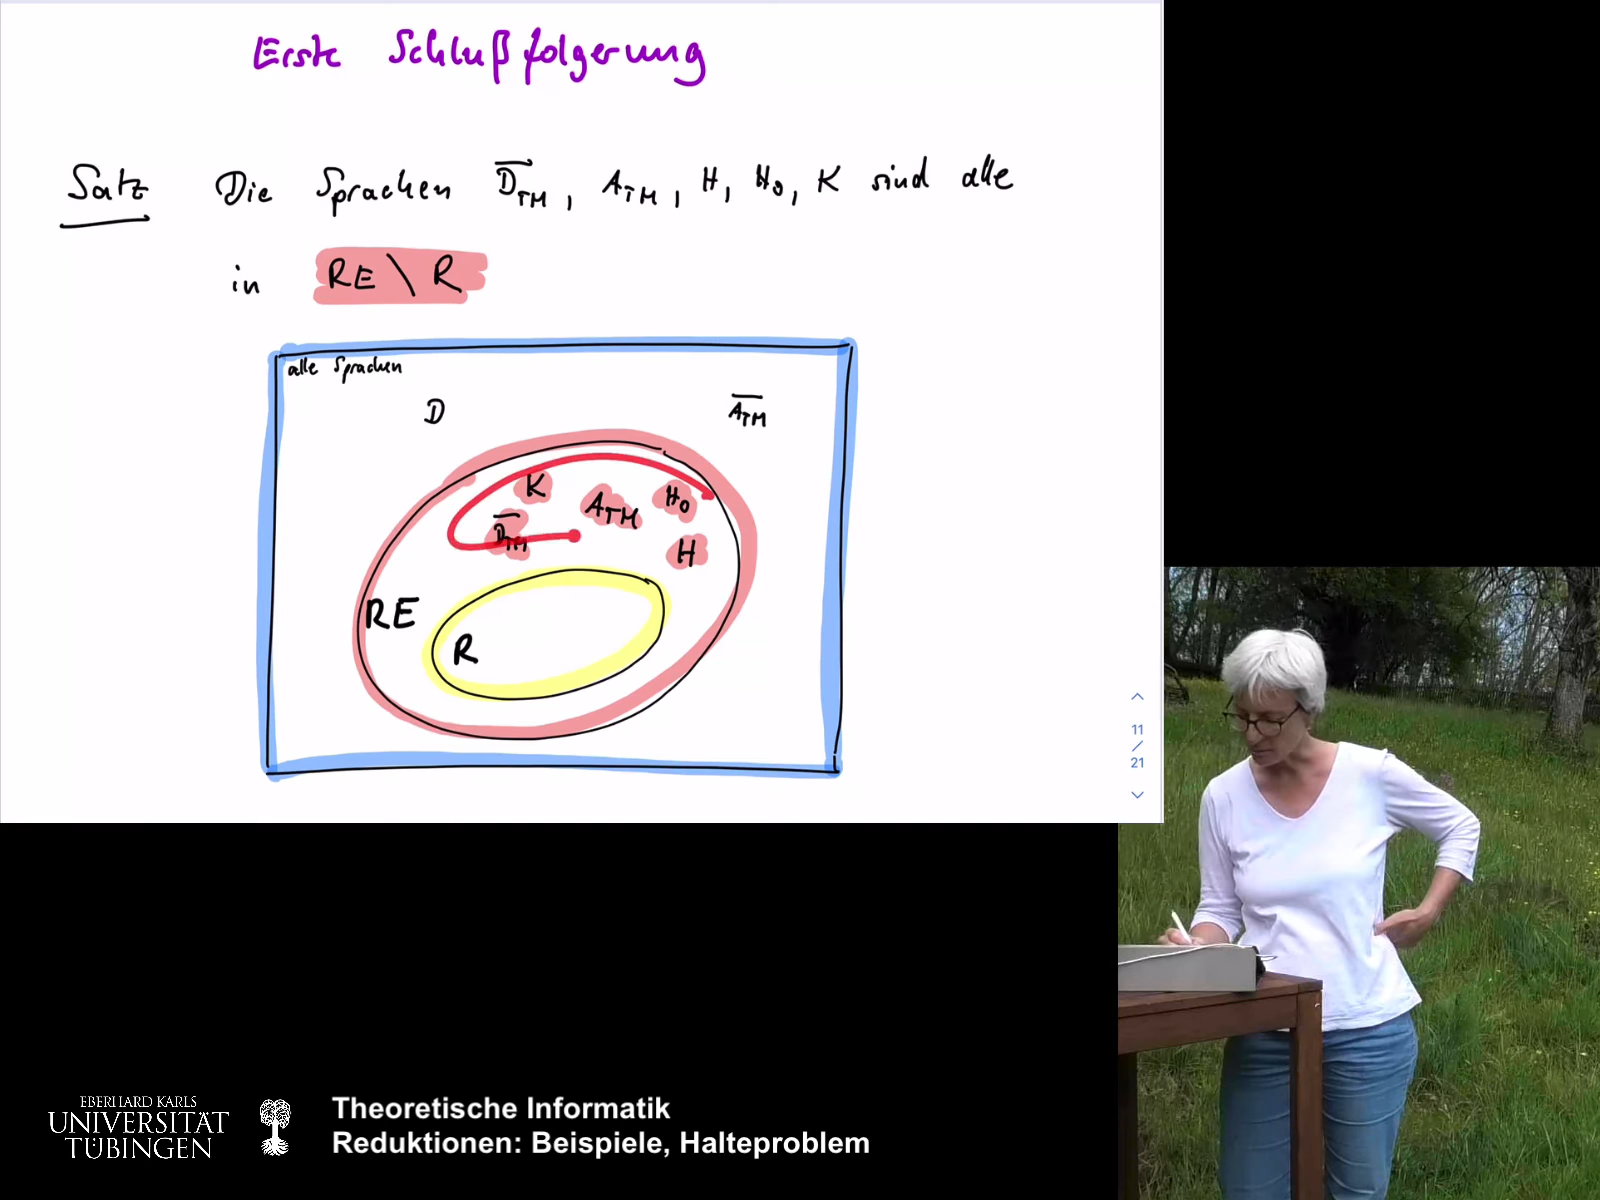 Erste Schlußfolgerung
Satz Die Sprachen D̅TM, ATM, H, H0, K sind alle
in RE \ R
alle Sprachen
D
A̅TM
K
ATM
H0
D̅TM
H
RE
R
11
/
21
EBERHARD KARLS
UNIVERSITÄT
TÜBINGEN
Theoretische Informatik
Reduktionen: Beispiele, Halteproblem